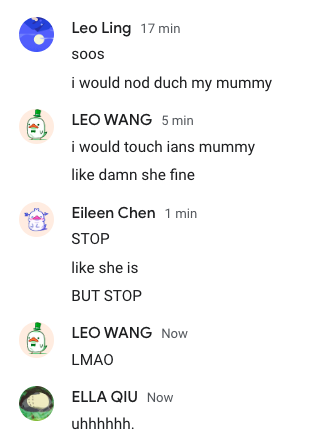 Leo Ling 17 min
soos
i would nod duch my mummy
LEO WANG 5 min
i would touch ians mummy
like damn she fine
Eileen Chen 1 min
STOP
like she is
BUT STOP
LEO WANG Now
LMAO
ELLA QIU Now
uhhhhhh.